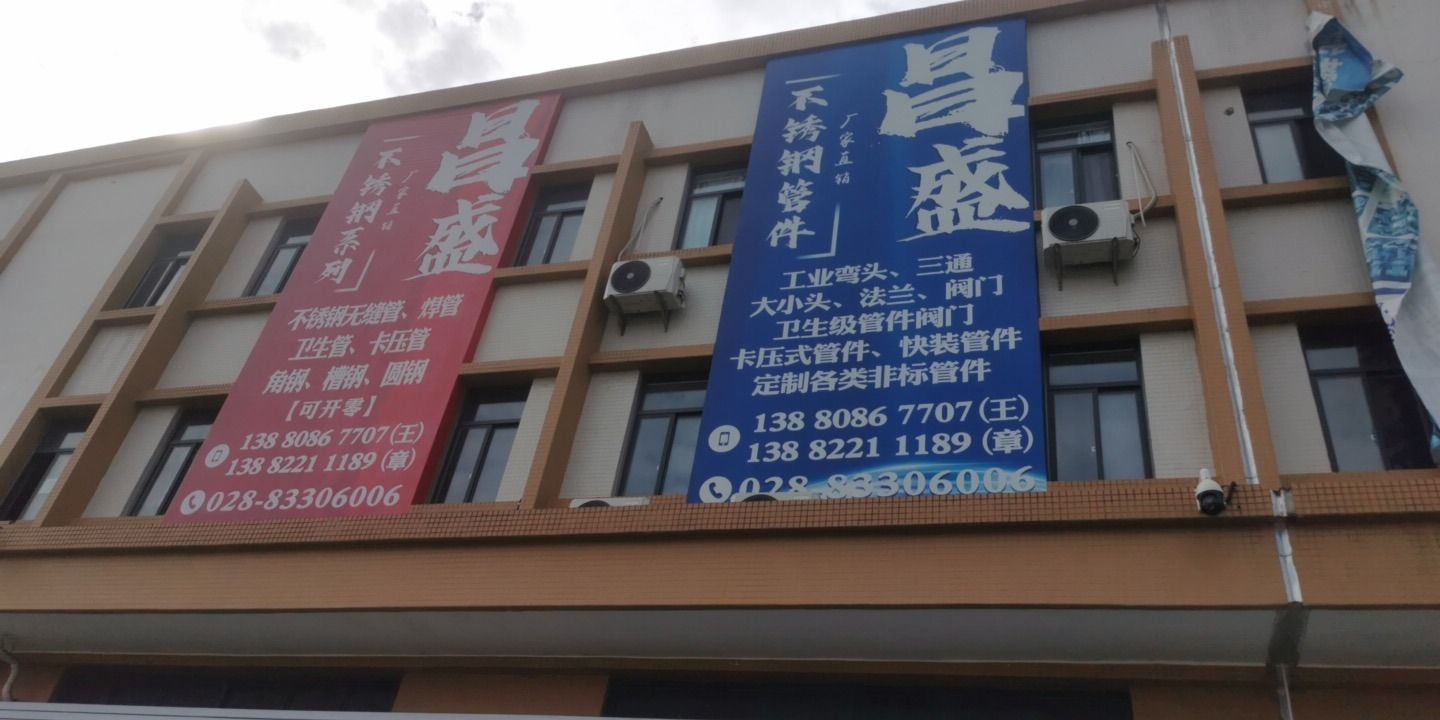 昌盛
厂家直销
不锈钢系列
不锈钢无缝管、焊管
卫生管、卡压管
角钢、槽钢、圆钢
【可开零】
138 8086 7707(王)
138 8221 1189(章)
028-83306006
昌盛
厂家直销
不锈钢管件
工业弯头、三通
大小头、法兰、阀门
卫生级管件阀门
卡压式管件、快装管件
定制各类非标管件
138 8086 7707(王)
138 8221 1189(章)
028-83306006